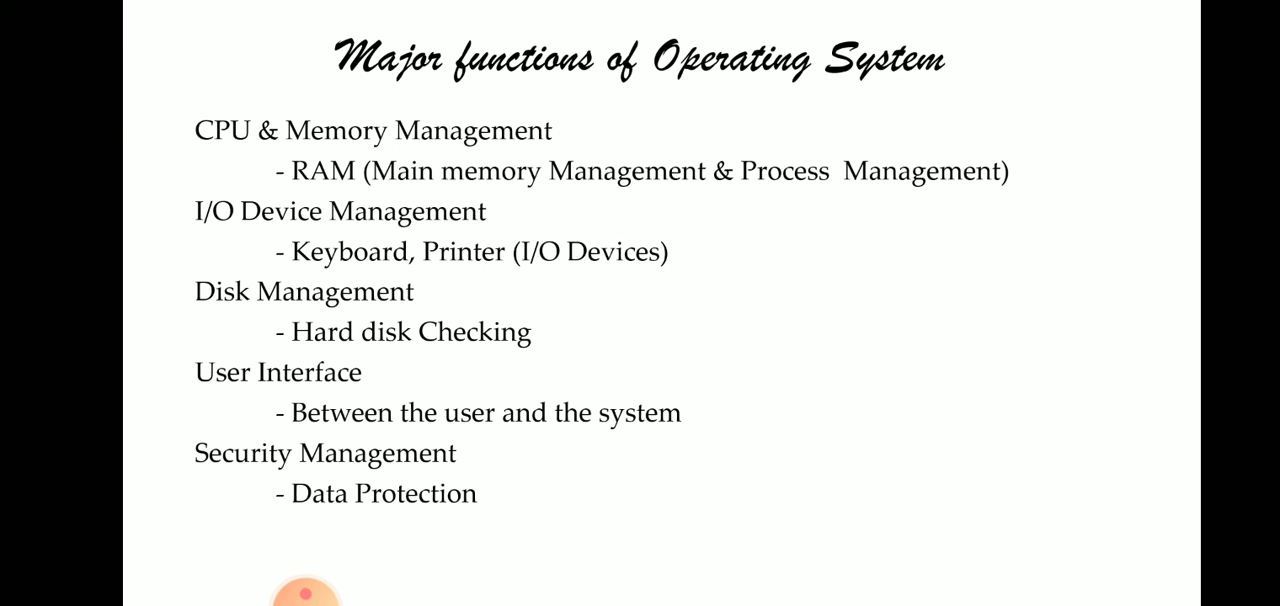 Major functions of Operating System
CPU & Memory Management
- RAM (Main memory Management & Process Management)
I/O Device Management
- Keyboard, Printer (I/O Devices)
Disk Management
- Hard disk Checking
User Interface
- Between the user and the system
Security Management
- Data Protection